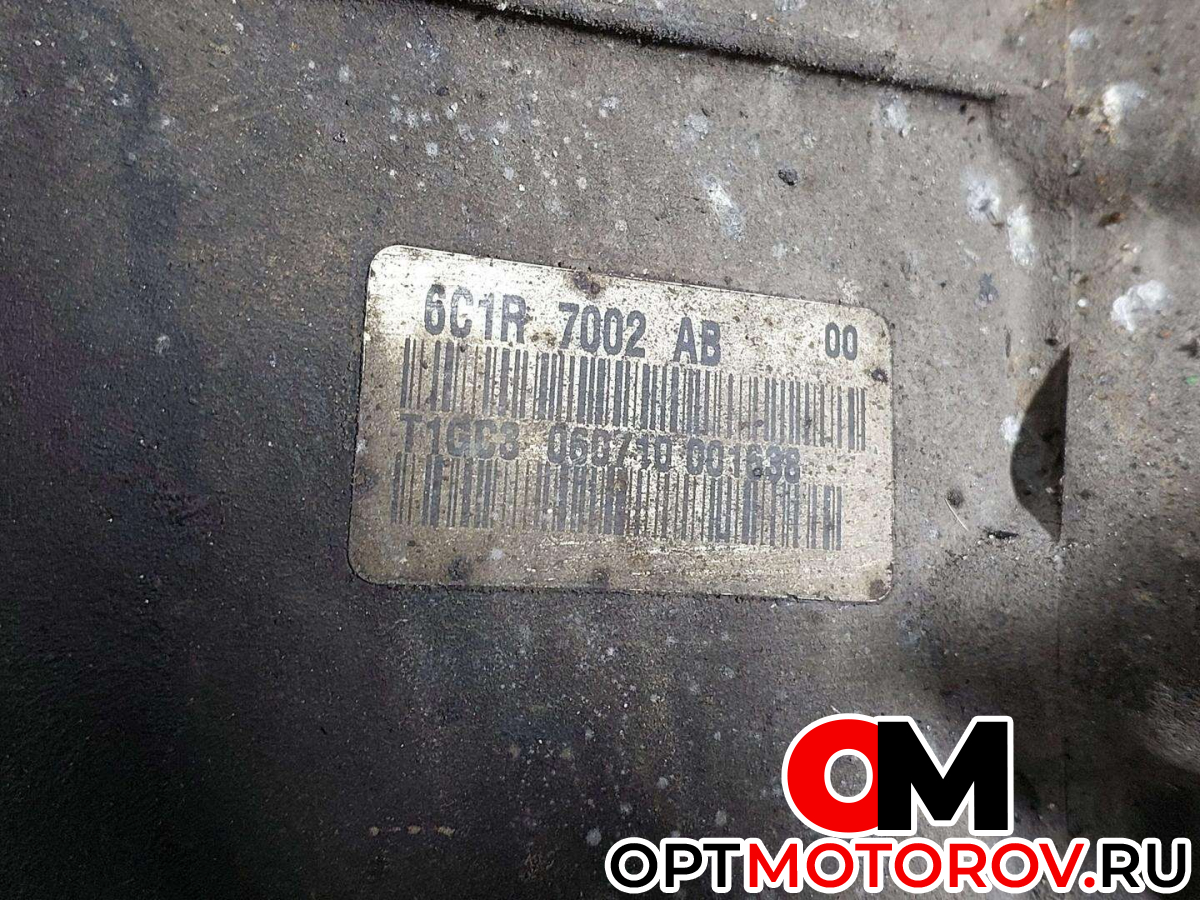 6C1R 7002 AB 00
T1GC3 060710 001638
OM
OPTMOTOROV.RU